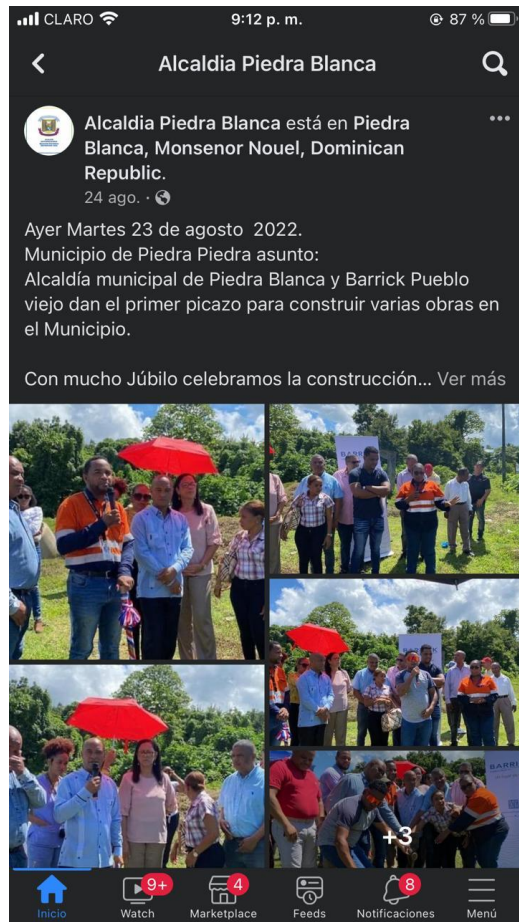 CLARO
9:12 p. m.
87 %
Alcaldia Piedra Blanca
Alcaldia Piedra Blanca está en Piedra
Blanca, Monsenor Nouel, Dominican
Republic.
24 ago. ·
Ayer Martes 23 de agosto 2022.
Municipio de Piedra Piedra asunto:
Alcaldía municipal de Piedra Blanca y Barrick Pueblo
viejo dan el primer picazo para construir varias obras en
el Municipio.
Con mucho Júbilo celebramos la construcción... Ver más
BARRICK
BARRICK
BARRICK
+3
9+
4
8
Inicio
Watch
Marketplace
Feeds
Notificaciones
Menú